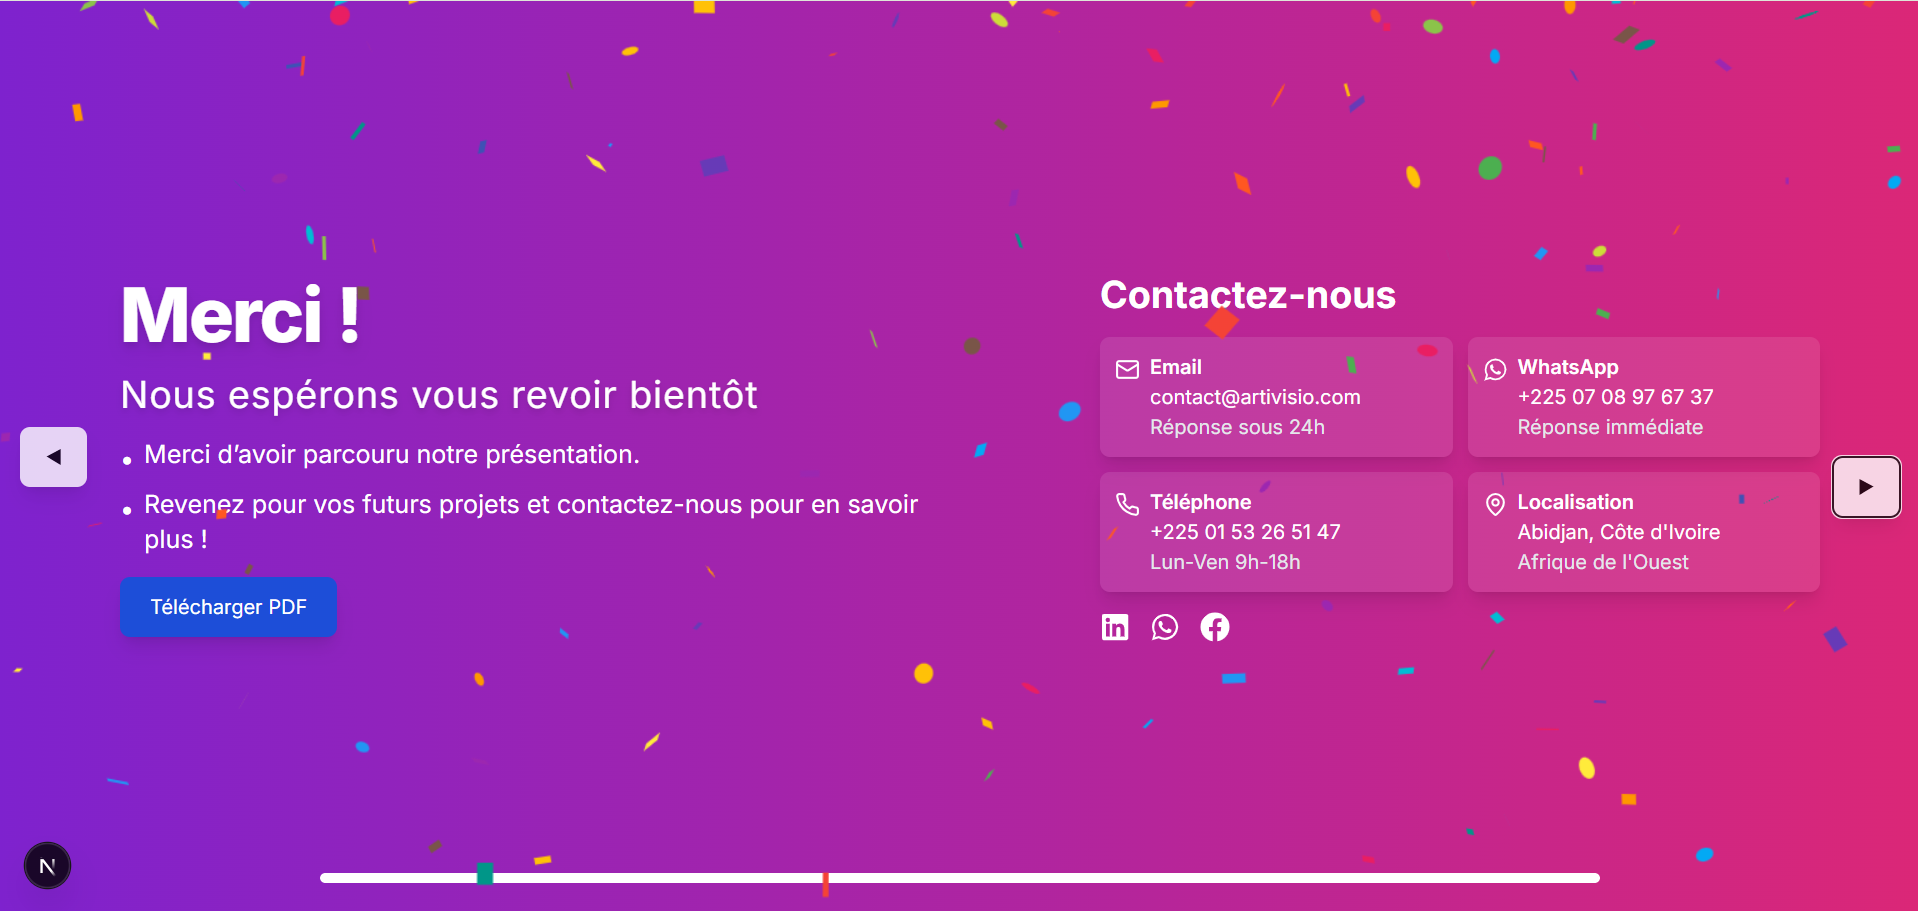 Merci !
Nous espérons vous revoir bientôt
• Merci d’avoir parcouru notre présentation.
• Revenez pour vos futurs projets et contactez-nous pour en savoir
plus !
Télécharger PDF
Contactez-nous
Email
contact@artivisio.com
Réponse sous 24h
WhatsApp
+225 07 08 97 67 37
Réponse immédiate
Téléphone
+225 01 53 26 51 47
Lun-Ven 9h-18h
Localisation
Abidjan, Côte d'Ivoire
Afrique de l'Ouest
in
N